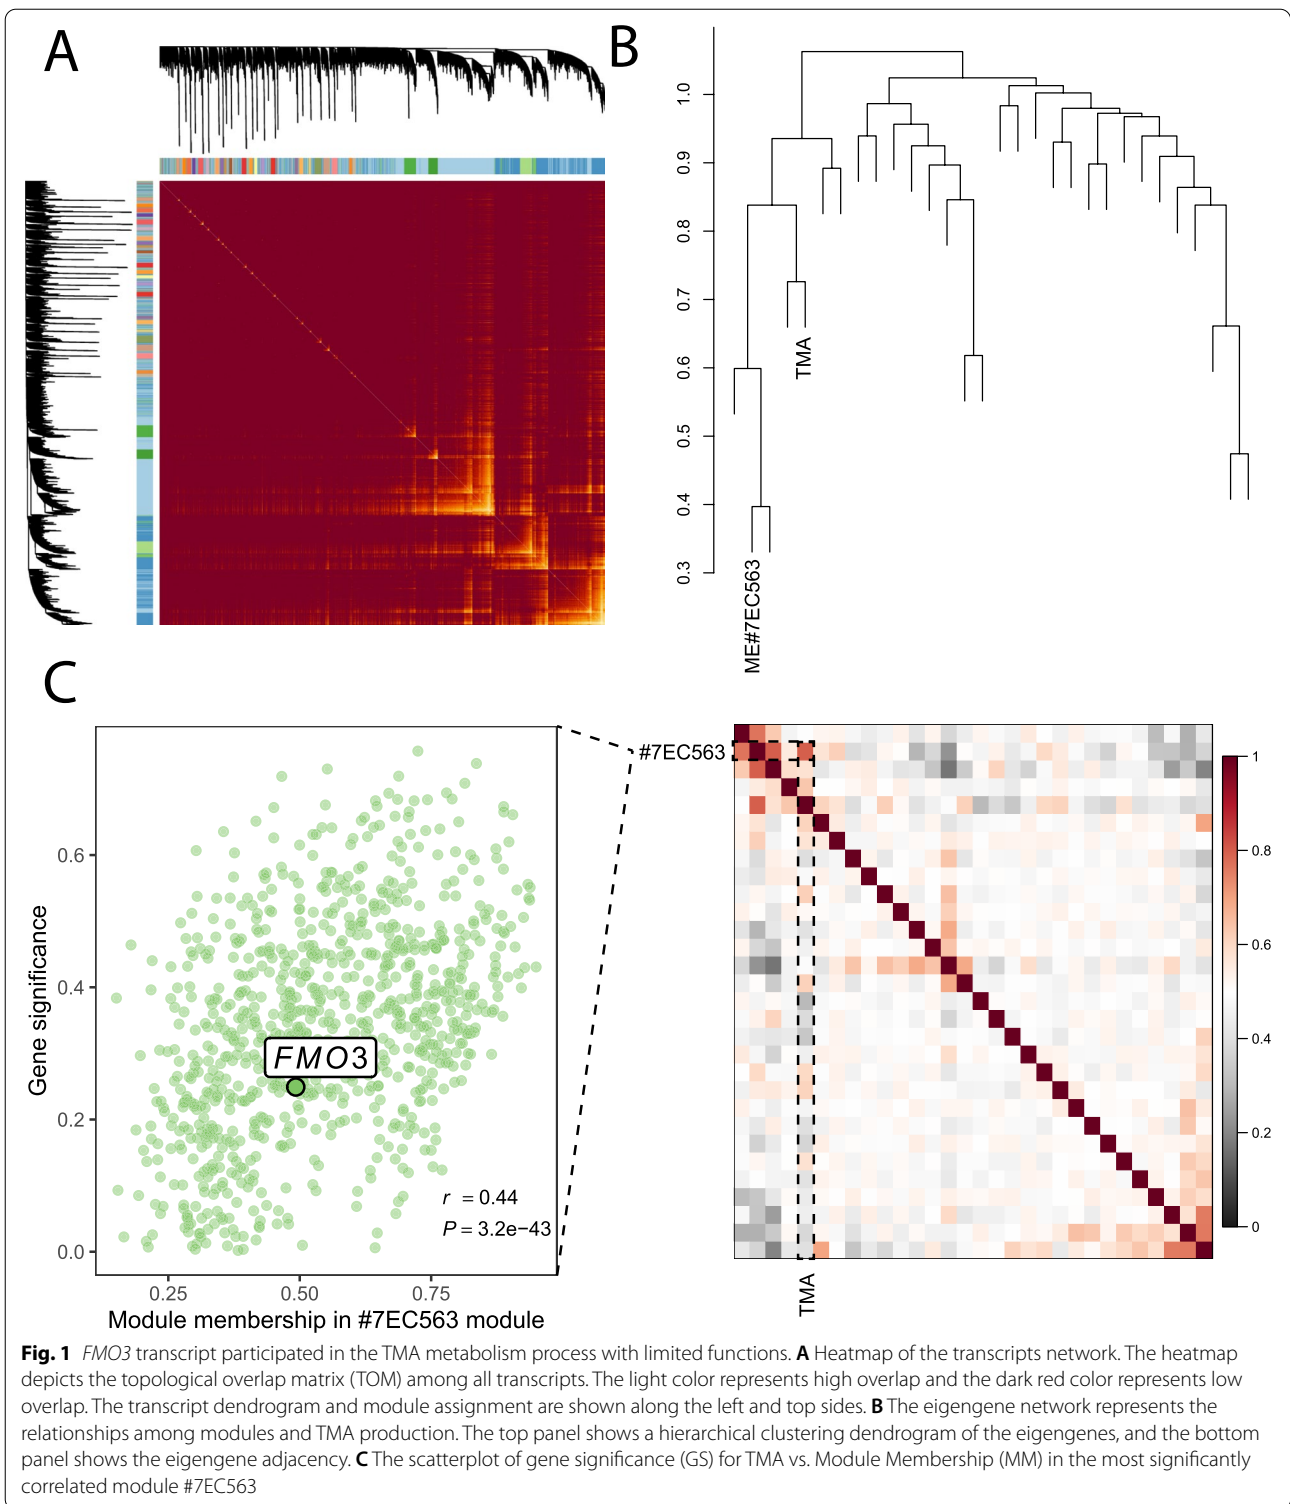 A
B
1.0
0.9
0.8
0.7
0.6
0.5
0.4
0.3
TMA
ME#7EC563
C
Gene significance
0.6
0.4
0.2
0.0
FMO3
r = 0.44
P = 3.2e−43
0.25 0.50 0.75
Module membership in #7EC563 module
#7EC563
TMA
1
0.8
0.6
0.4
0.2
0
Fig. 1 FMO3 transcript participated in the TMA metabolism process with limited functions. A Heatmap of the transcripts network. The heatmap
depicts the topological overlap matrix (TOM) among all transcripts. The light color represents high overlap and the dark red color represents low
overlap. The transcript dendrogram and module assignment are shown along the left and top sides. B The eigengene network represents the
relationships among modules and TMA production. The top panel shows a hierarchical clustering dendrogram of the eigengenes, and the bottom
panel shows the eigengene adjacency. C The scatterplot of gene significance (GS) for TMA vs. Module Membership (MM) in the most significantly
correlated module #7EC563